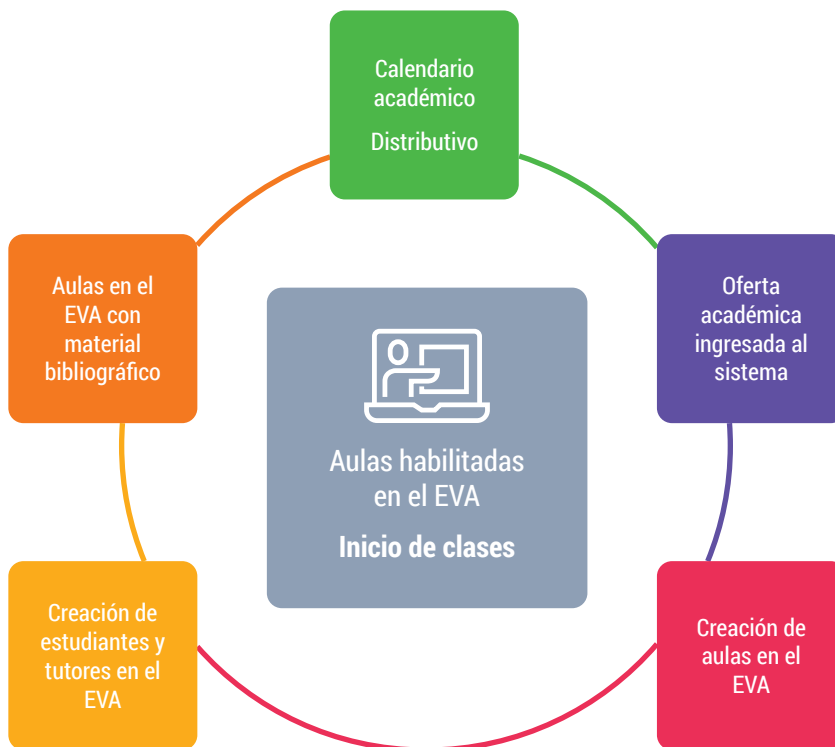 Calendario
académico
Distributivo
Aulas en el
EVA con
material
bibliográfico
Oferta
académica
ingresada al
sistema
Aulas habilitadas
en el EVA
Inicio de clases
Creación de
estudiantes y
tutores en el
EVA
Creación de
aulas en el
EVA